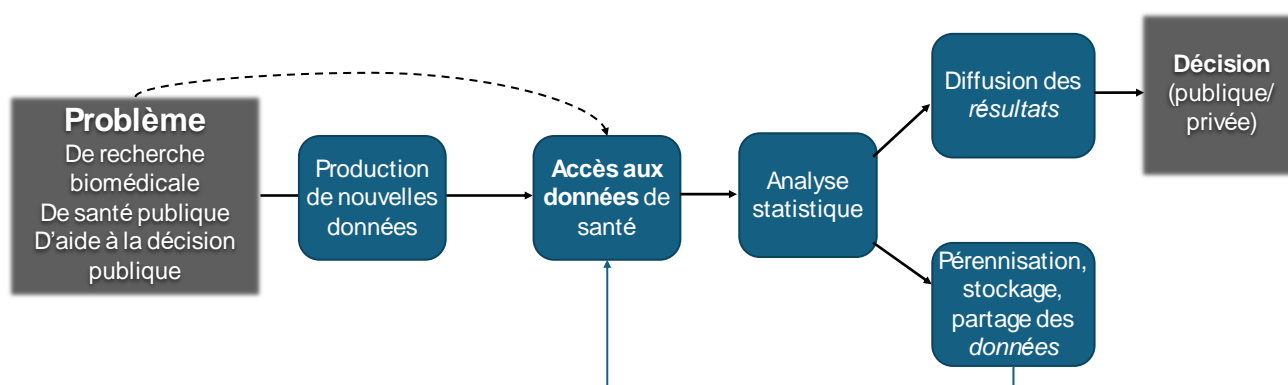 Problème
De recherche
biomédicale
De santé publique
D'aide à la décision
publique
Production
de nouvelles
données
Accès aux
données de
santé
Analyse
statistique
Diffusion des
résultats
Décision
(publique/
privée)
Pérennisation,
stockage,
partage des
données